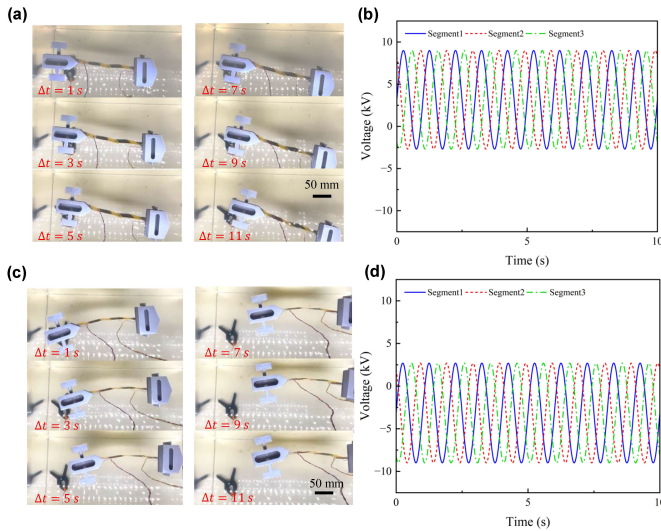 (a)
Δt = 1 s
Δt = 7 s
Δt = 3 s
Δt = 9 s
50 mm
Δt = 5 s
Δt = 11 s
(b)
Segment1 Segment2 Segment3
10
5
0
−5
−10
Voltage (kV)
0 5 10
Time (s)
(c)
Δt = 1 s
Δt = 7 s
Δt = 3 s
Δt = 9 s
Δt = 5 s
Δt = 11 s
50 mm
(d)
Segment1 Segment2 Segment3
10
5
0
−5
−10
Voltage (kV)
0 5 10
Time (s)